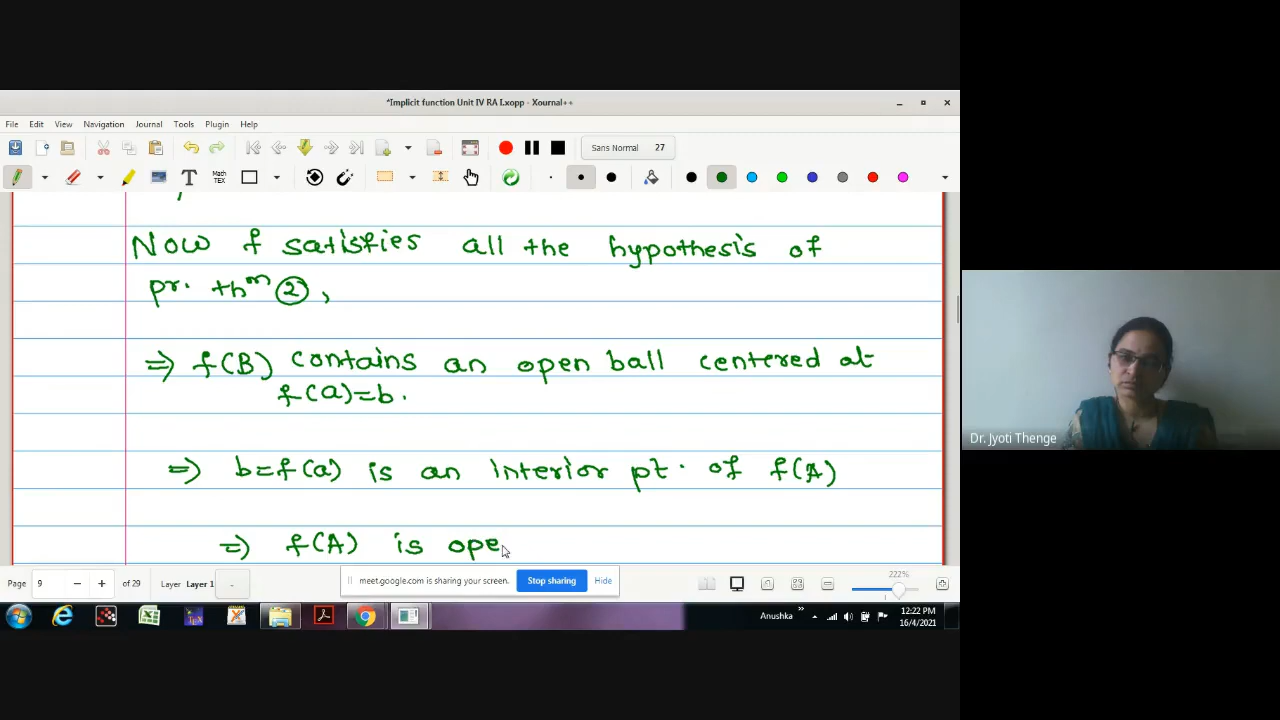 *Implicit function Unit IV RA I.xopp - Xournal++
File Edit View Navigation Journal Tools Plugin Help
Sans Normal 27
T Math TEX
Now f satisfies all the hypothesis of
pr. thm ②,
⇒ f(B) contains an open ball centered at
f(a)=b.
⇒ b=f(a) is an interior pt. of f(A)
⇒ f(A) is ope
Dr. Jyoti Thenge
Page 9 of 29 Layer Layer 1
meet.google.com is sharing your screen. Stop sharing Hide
222%
Anushka
12:22 PM
16/4/2021